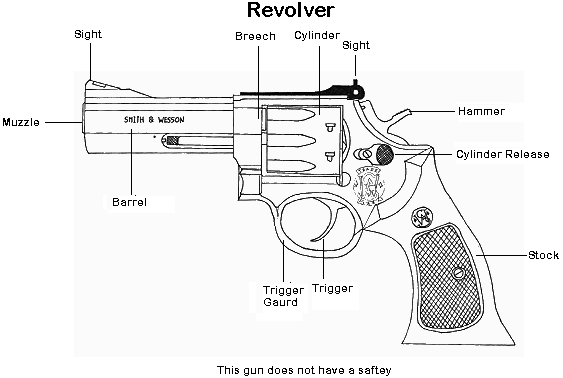 Revolver
Sight
Breech
Cylinder
Sight
Muzzle
SMITH & WESSON
Hammer
Cylinder Release
Barrel
Stock
Trigger
Gaurd
Trigger
This gun does not have a saftey